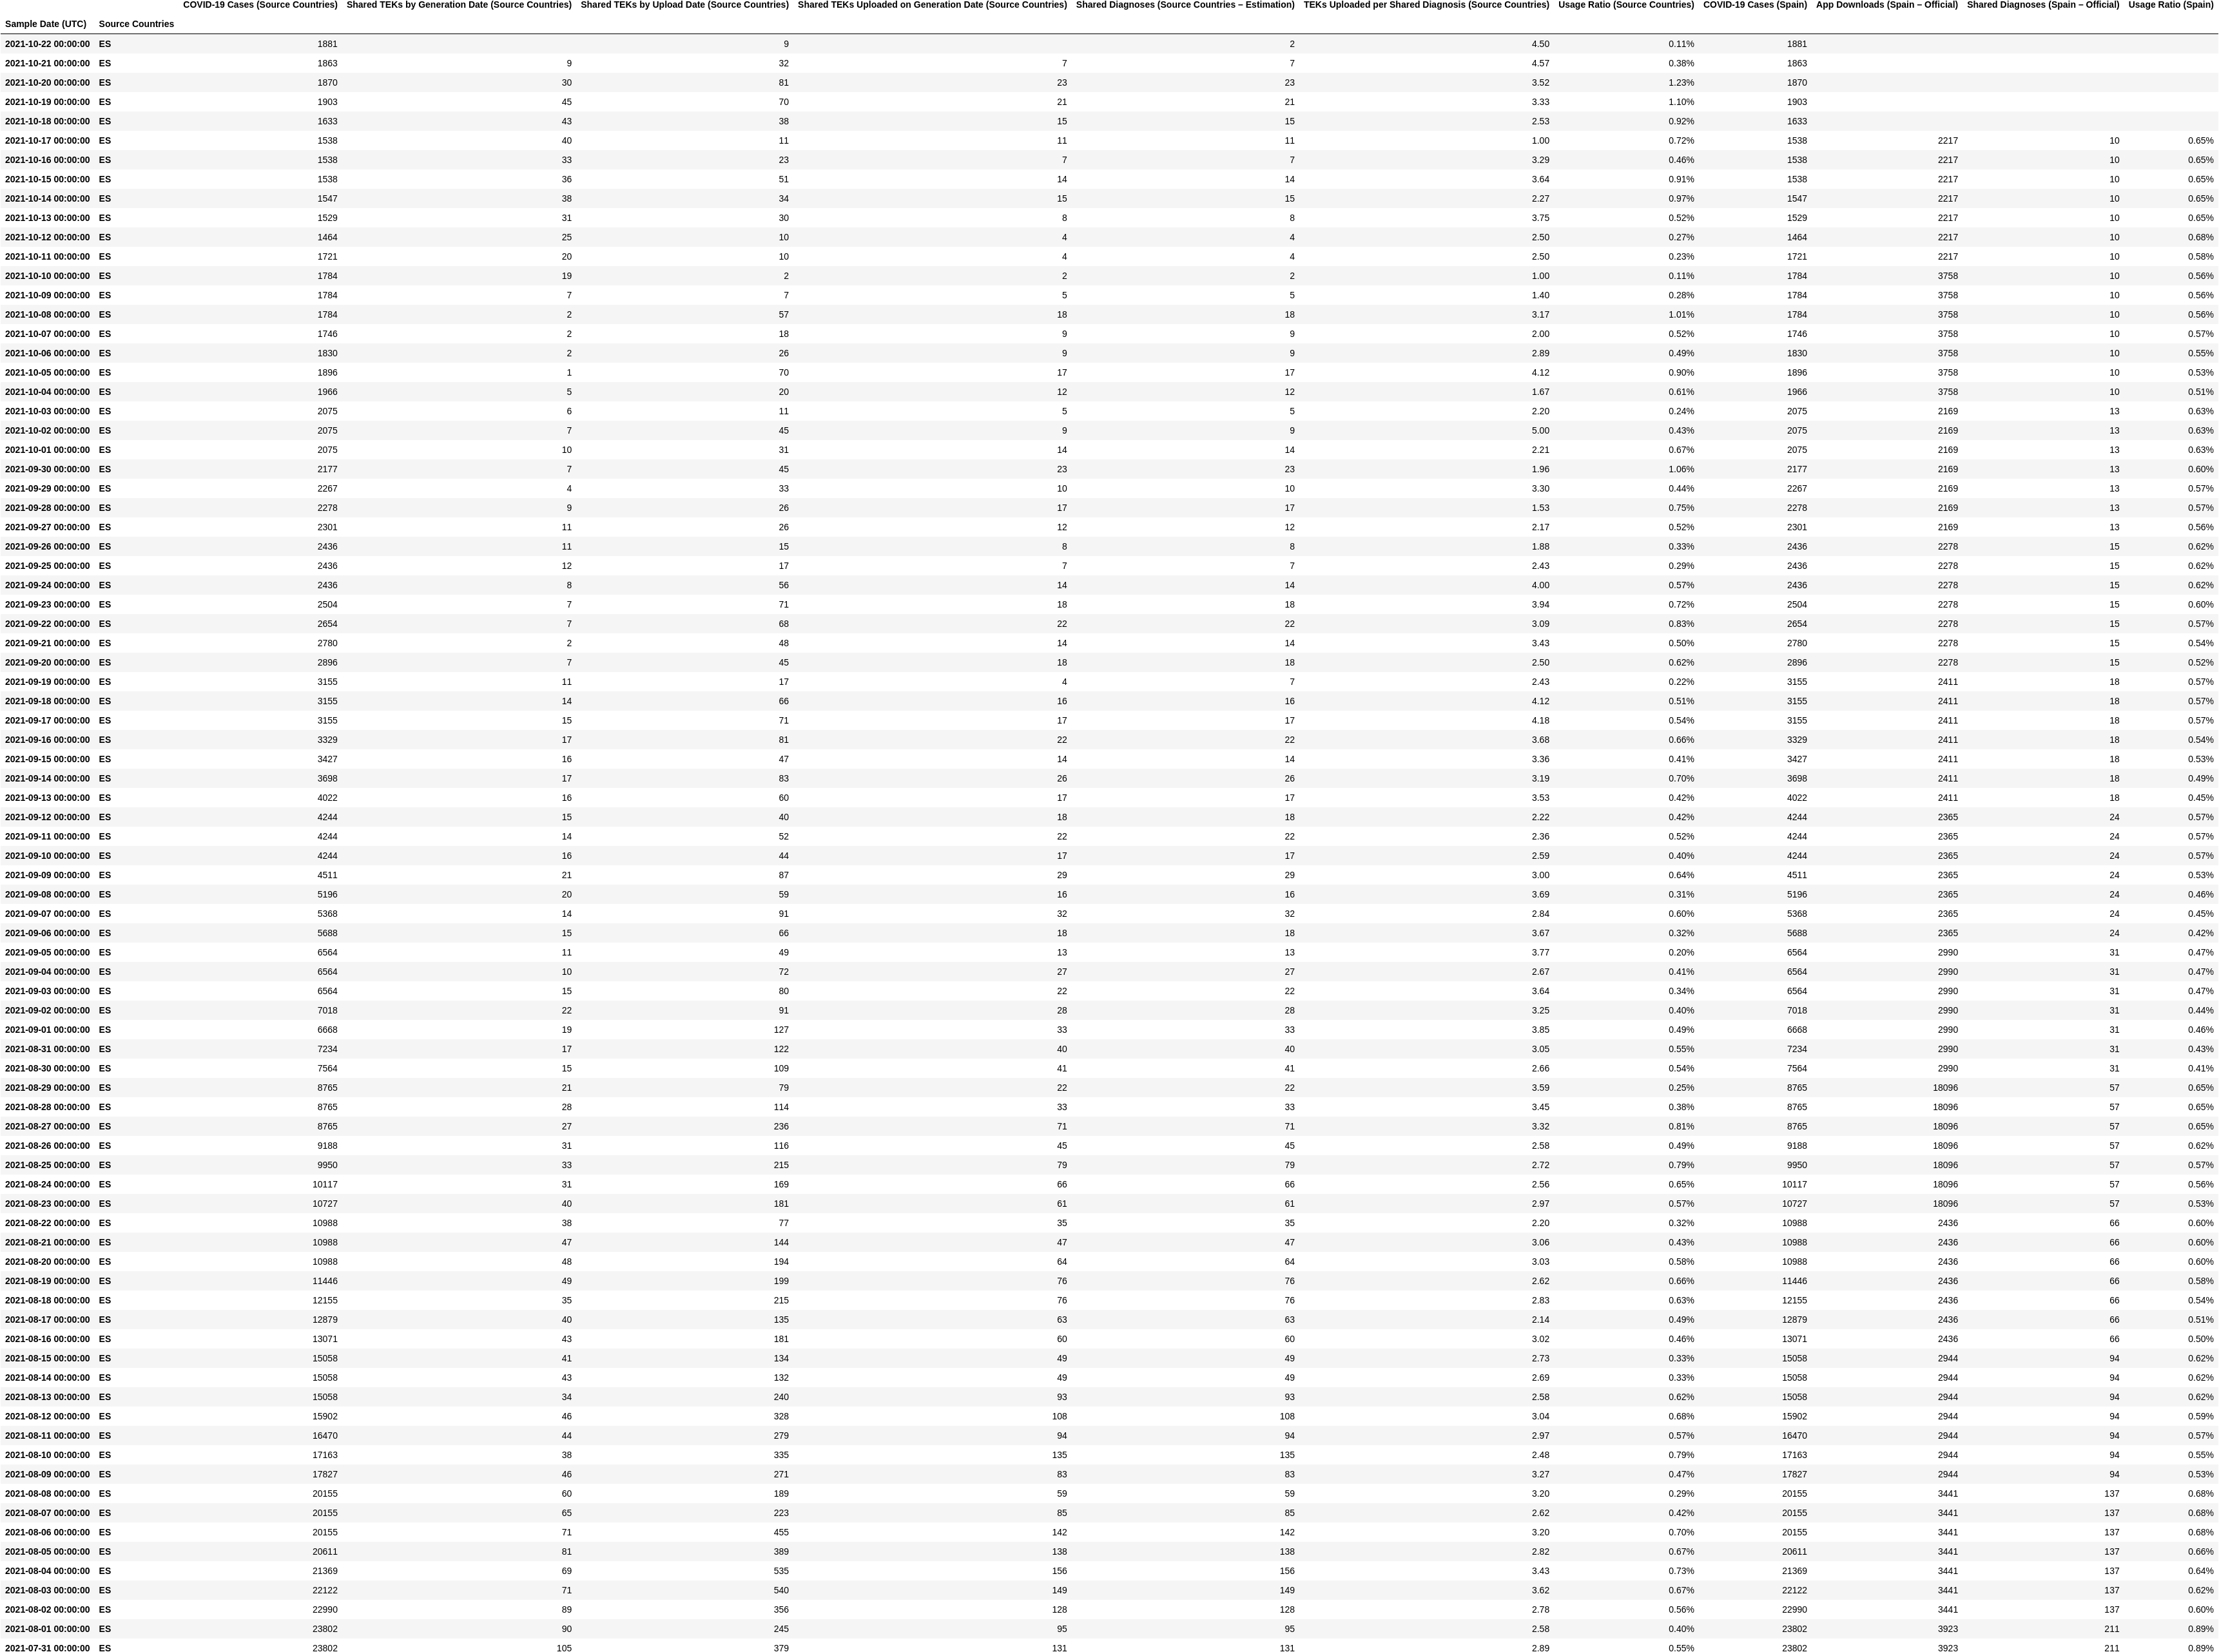 COVID-19 Cases (Source Countries) Shared TEKs by Generation Date (Source Countries) Shared TEKs by Upload Date (Source Countries) Shared TEKs Uploaded on Generation Date (Source Countries) Shared Diagnoses (Source Countries – Estimation) TEKs Uploaded per Shared Diagnosis (Source Countries) Usage Ratio (Source Countries) COVID-19 Cases (Spain) App Downloads (Spain – Official) Shared Diagnoses (Spain – Official) Usage Ratio (Spain)
Sample Date (UTC) Source Countries
2021-10-22 00:00:00 ES 1881 9 2 4.50 0.11% 1881
2021-10-21 00:00:00 ES 1863 9 32 7 7 4.57 0.38% 1863
2021-10-20 00:00:00 ES 1870 30 81 23 23 3.52 1.23% 1870
2021-10-19 00:00:00 ES 1903 45 70 21 21 3.33 1.10% 1903
2021-10-18 00:00:00 ES 1633 43 38 15 15 2.53 0.92% 1633
2021-10-17 00:00:00 ES 1538 40 11 11 11 1.00 0.72% 1538 2217 10 0.65%
2021-10-16 00:00:00 ES 1538 33 23 7 7 3.29 0.46% 1538 2217 10 0.65%
2021-10-15 00:00:00 ES 1538 36 51 14 14 3.64 0.91% 1538 2217 10 0.65%
2021-10-14 00:00:00 ES 1547 38 34 15 15 2.27 0.97% 1547 2217 10 0.65%
2021-10-13 00:00:00 ES 1529 31 30 8 8 3.75 0.52% 1529 2217 10 0.65%
2021-10-12 00:00:00 ES 1464 25 10 4 4 2.50 0.27% 1464 2217 10 0.68%
2021-10-11 00:00:00 ES 1721 20 10 4 4 2.50 0.23% 1721 2217 10 0.58%
2021-10-10 00:00:00 ES 1784 19 2 2 2 1.00 0.11% 1784 3758 10 0.56%
2021-10-09 00:00:00 ES 1784 7 7 5 5 1.40 0.28% 1784 3758 10 0.56%
2021-10-08 00:00:00 ES 1784 2 57 18 18 3.17 1.01% 1784 3758 10 0.56%
2021-10-07 00:00:00 ES 1746 2 18 9 9 2.00 0.52% 1746 3758 10 0.57%
2021-10-06 00:00:00 ES 1830 2 26 9 9 2.89 0.49% 1830 3758 10 0.55%
2021-10-05 00:00:00 ES 1896 1 70 17 17 4.12 0.90% 1896 3758 10 0.53%
2021-10-04 00:00:00 ES 1966 5 20 12 12 1.67 0.61% 1966 3758 10 0.51%
2021-10-03 00:00:00 ES 2075 6 11 5 5 2.20 0.24% 2075 2169 13 0.63%
2021-10-02 00:00:00 ES 2075 7 45 9 9 5.00 0.43% 2075 2169 13 0.63%
2021-10-01 00:00:00 ES 2075 10 31 14 14 2.21 0.67% 2075 2169 13 0.63%
2021-09-30 00:00:00 ES 2177 7 45 23 23 1.96 1.06% 2177 2169 13 0.60%
2021-09-29 00:00:00 ES 2267 4 33 10 10 3.30 0.44% 2267 2169 13 0.57%
2021-09-28 00:00:00 ES 2278 9 26 17 17 1.53 0.75% 2278 2169 13 0.57%
2021-09-27 00:00:00 ES 2301 11 26 12 12 2.17 0.52% 2301 2169 13 0.56%
2021-09-26 00:00:00 ES 2436 11 15 8 8 1.88 0.33% 2436 2278 15 0.62%
2021-09-25 00:00:00 ES 2436 12 17 7 7 2.43 0.29% 2436 2278 15 0.62%
2021-09-24 00:00:00 ES 2436 8 56 14 14 4.00 0.57% 2436 2278 15 0.62%
2021-09-23 00:00:00 ES 2504 7 71 18 18 3.94 0.72% 2504 2278 15 0.60%
2021-09-22 00:00:00 ES 2654 7 68 22 22 3.09 0.83% 2654 2278 15 0.57%
2021-09-21 00:00:00 ES 2780 2 48 14 14 3.43 0.50% 2780 2278 15 0.54%
2021-09-20 00:00:00 ES 2896 7 45 18 18 2.50 0.62% 2896 2278 15 0.52%
2021-09-19 00:00:00 ES 3155 11 17 4 7 2.43 0.22% 3155 2411 18 0.57%
2021-09-18 00:00:00 ES 3155 14 66 16 16 4.12 0.51% 3155 2411 18 0.57%
2021-09-17 00:00:00 ES 3155 15 71 17 17 4.18 0.54% 3155 2411 18 0.57%
2021-09-16 00:00:00 ES 3329 17 81 22 22 3.68 0.66% 3329 2411 18 0.54%
2021-09-15 00:00:00 ES 3427 16 47 14 14 3.36 0.41% 3427 2411 18 0.53%
2021-09-14 00:00:00 ES 3698 17 83 26 26 3.19 0.70% 3698 2411 18 0.49%
2021-09-13 00:00:00 ES 4022 16 60 17 17 3.53 0.42% 4022 2411 18 0.45%
2021-09-12 00:00:00 ES 4244 15 40 18 18 2.22 0.42% 4244 2365 24 0.57%
2021-09-11 00:00:00 ES 4244 14 52 22 22 2.36 0.52% 4244 2365 24 0.57%
2021-09-10 00:00:00 ES 4244 16 44 17 17 2.59 0.40% 4244 2365 24 0.57%
2021-09-09 00:00:00 ES 4511 21 87 29 29 3.00 0.64% 4511 2365 24 0.53%
2021-09-08 00:00:00 ES 5196 20 59 16 16 3.69 0.31% 5196 2365 24 0.46%
2021-09-07 00:00:00 ES 5368 14 91 32 32 2.84 0.60% 5368 2365 24 0.45%
2021-09-06 00:00:00 ES 5688 15 66 18 18 3.67 0.32% 5688 2365 24 0.42%
2021-09-05 00:00:00 ES 6564 11 49 13 13 3.77 0.20% 6564 2990 31 0.47%
2021-09-04 00:00:00 ES 6564 10 72 27 27 2.67 0.41% 6564 2990 31 0.47%
2021-09-03 00:00:00 ES 6564 15 80 22 22 3.64 0.34% 6564 2990 31 0.47%
2021-09-02 00:00:00 ES 7018 22 91 28 28 3.25 0.40% 7018 2990 31 0.44%
2021-09-01 00:00:00 ES 6668 19 127 33 33 3.85 0.49% 6668 2990 31 0.46%
2021-08-31 00:00:00 ES 7234 17 122 40 40 3.05 0.55% 7234 2990 31 0.43%
2021-08-30 00:00:00 ES 7564 15 109 41 41 2.66 0.54% 7564 2990 31 0.41%
2021-08-29 00:00:00 ES 8765 21 79 22 22 3.59 0.25% 8765 18096 57 0.65%
2021-08-28 00:00:00 ES 8765 28 114 33 33 3.45 0.38% 8765 18096 57 0.65%
2021-08-27 00:00:00 ES 8765 27 236 71 71 3.32 0.81% 8765 18096 57 0.65%
2021-08-26 00:00:00 ES 9188 31 116 45 45 2.58 0.49% 9188 18096 57 0.62%
2021-08-25 00:00:00 ES 9950 33 215 79 79 2.72 0.79% 9950 18096 57 0.57%
2021-08-24 00:00:00 ES 10117 31 169 66 66 2.56 0.65% 10117 18096 57 0.56%
2021-08-23 00:00:00 ES 10727 40 181 61 61 2.97 0.57% 10727 18096 57 0.53%
2021-08-22 00:00:00 ES 10988 38 77 35 35 2.20 0.32% 10988 2436 66 0.60%
2021-08-21 00:00:00 ES 10988 47 144 47 47 3.06 0.43% 10988 2436 66 0.60%
2021-08-20 00:00:00 ES 10988 48 194 64 64 3.03 0.58% 10988 2436 66 0.60%
2021-08-19 00:00:00 ES 11446 49 199 76 76 2.62 0.66% 11446 2436 66 0.58%
2021-08-18 00:00:00 ES 12155 35 215 76 76 2.83 0.63% 12155 2436 66 0.54%
2021-08-17 00:00:00 ES 12879 40 135 63 63 2.14 0.49% 12879 2436 66 0.51%
2021-08-16 00:00:00 ES 13071 43 181 60 60 3.02 0.46% 13071 2436 66 0.50%
2021-08-15 00:00:00 ES 15058 41 134 49 49 2.73 0.33% 15058 2944 94 0.62%
2021-08-14 00:00:00 ES 15058 43 132 49 49 2.69 0.33% 15058 2944 94 0.62%
2021-08-13 00:00:00 ES 15058 34 240 93 93 2.58 0.62% 15058 2944 94 0.62%
2021-08-12 00:00:00 ES 15902 46 328 108 108 3.04 0.68% 15902 2944 94 0.59%
2021-08-11 00:00:00 ES 16470 44 279 94 94 2.97 0.57% 16470 2944 94 0.57%
2021-08-10 00:00:00 ES 17163 38 335 135 135 2.48 0.79% 17163 2944 94 0.55%
2021-08-09 00:00:00 ES 17827 46 271 83 83 3.27 0.47% 17827 2944 94 0.53%
2021-08-08 00:00:00 ES 20155 60 189 59 59 3.20 0.29% 20155 3441 137 0.68%
2021-08-07 00:00:00 ES 20155 65 223 85 85 2.62 0.42% 20155 3441 137 0.68%
2021-08-06 00:00:00 ES 20155 71 455 142 142 3.20 0.70% 20155 3441 137 0.68%
2021-08-05 00:00:00 ES 20611 81 389 138 138 2.82 0.67% 20611 3441 137 0.66%
2021-08-04 00:00:00 ES 21369 69 535 156 156 3.43 0.73% 21369 3441 137 0.64%
2021-08-03 00:00:00 ES 22122 71 540 149 149 3.62 0.67% 22122 3441 137 0.62%
2021-08-02 00:00:00 ES 22990 89 356 128 128 2.78 0.56% 22990 3441 137 0.60%
2021-08-01 00:00:00 ES 23802 90 245 95 95 2.58 0.40% 23802 3923 211 0.89%
2021-07-31 00:00:00 ES 23802 105 379 131 131 2.89 0.55% 23802 3923 211 0.89%